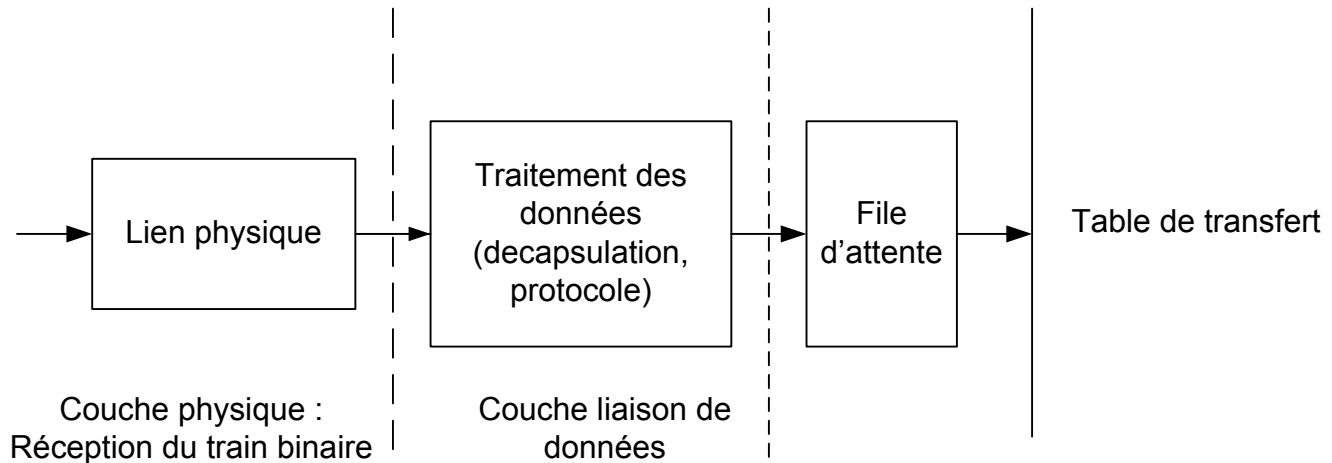 Lien physique
Traitement des
données
(decapsulation,
protocole)
File
d’attente
Table de transfert
Couche physique :
Réception du train binaire
Couche liaison de
données